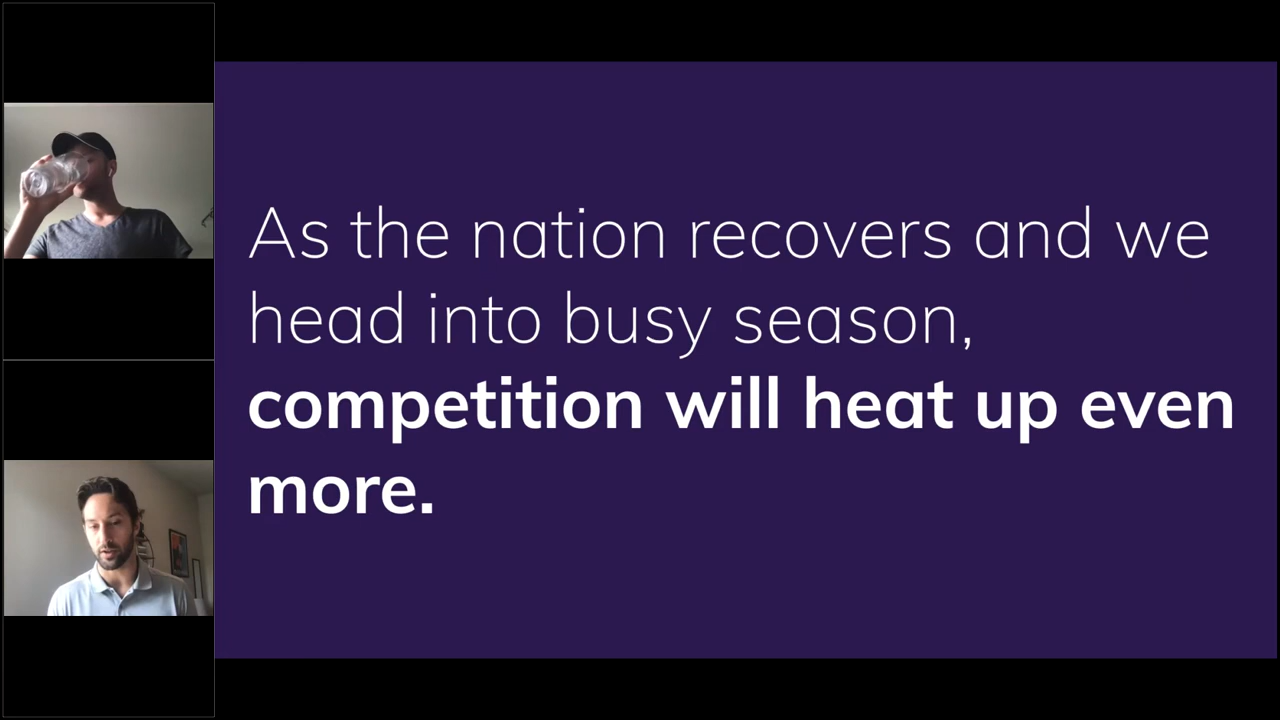 As the nation recovers and we
head into busy season,
competition will heat up even
more.